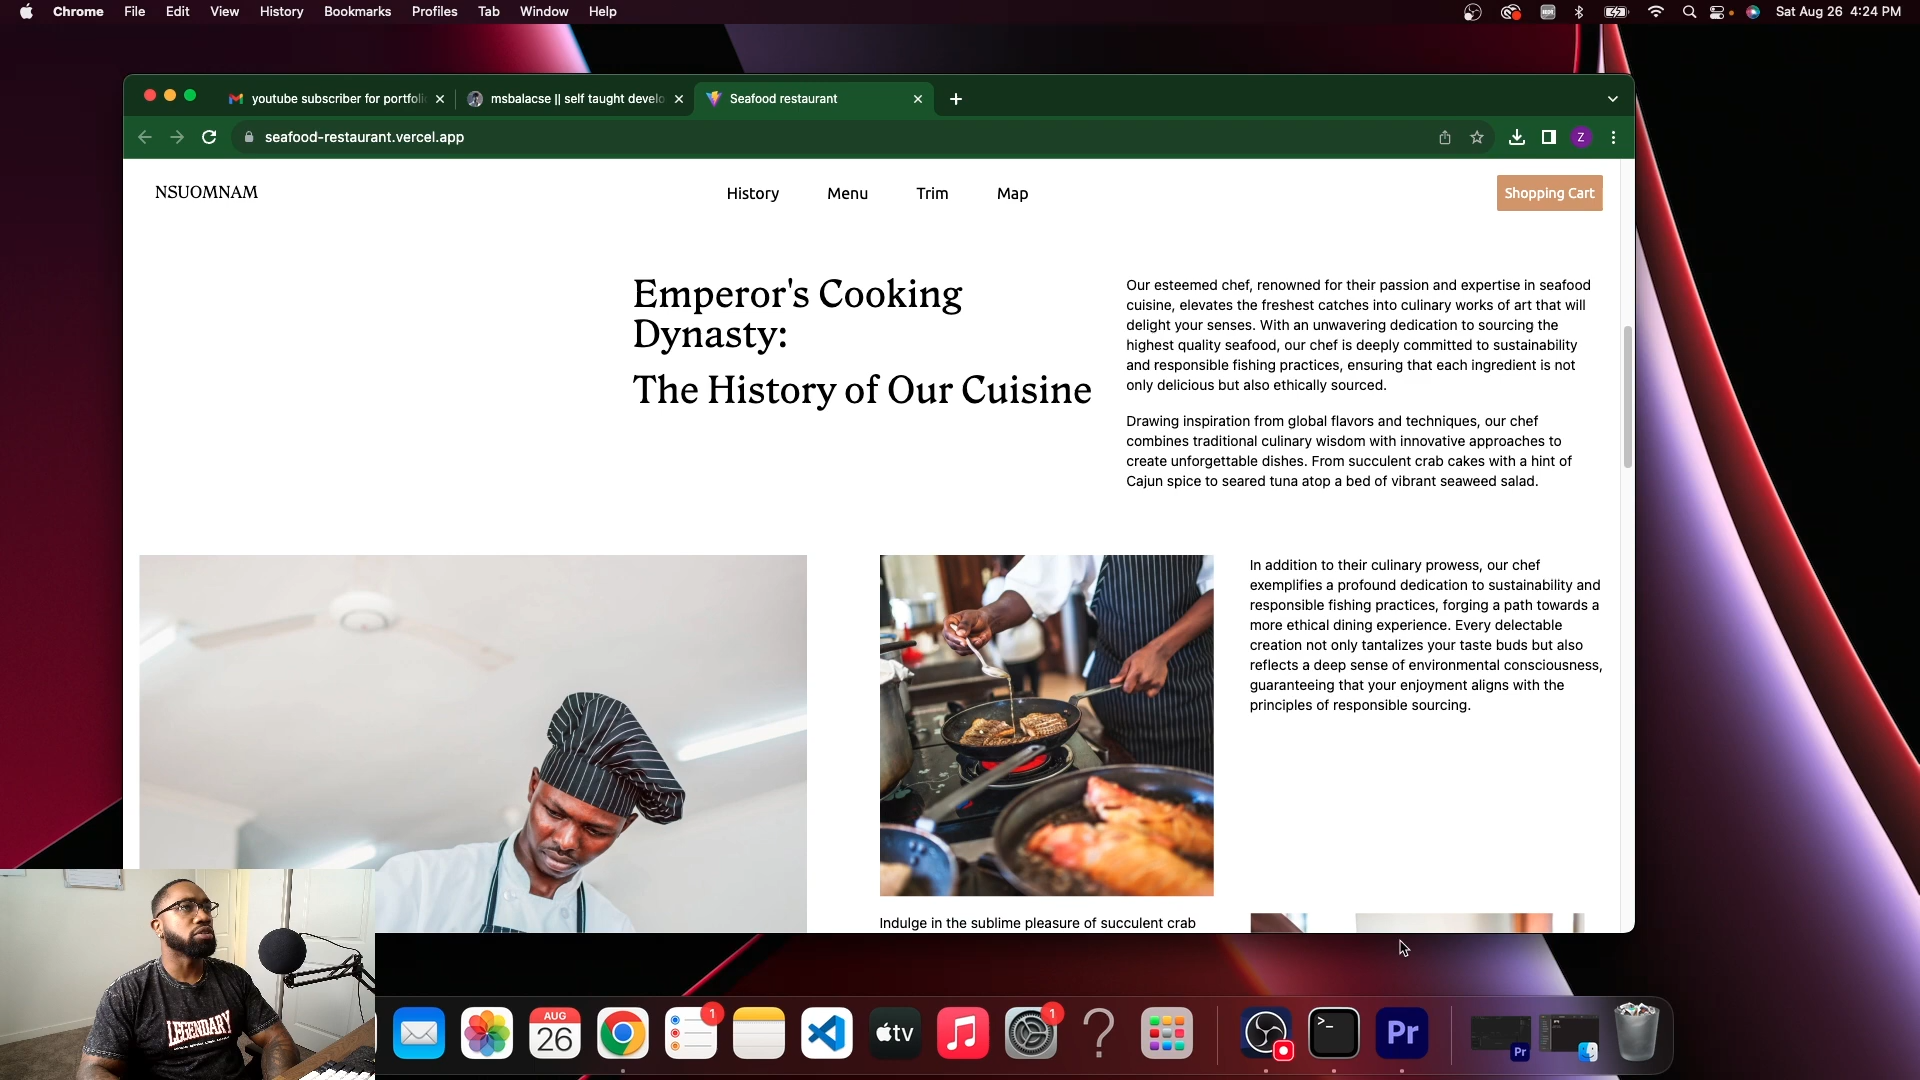 Chrome File Edit View History Bookmarks Profiles Tab Window Help
Sat Aug 26 4:24 PM
youtube subscriber for portfoli
msbalacse || self taught develo
Seafood restaurant
seafood-restaurant.vercel.app
Z
NSUOMNAM
History Menu Trim Map
Shopping Cart
Emperor's Cooking
Dynasty:
The History of Our Cuisine
Our esteemed chef, renowned for their passion and expertise in seafood
cuisine, elevates the freshest catches into culinary works of art that will
delight your senses. With an unwavering dedication to sourcing the
highest quality seafood, our chef is deeply committed to sustainability
and responsible fishing practices, ensuring that each ingredient is not
only delicious but also ethically sourced.
Drawing inspiration from global flavors and techniques, our chef
combines traditional culinary wisdom with innovative approaches to
create unforgettable dishes. From succulent crab cakes with a hint of
Cajun spice to seared tuna atop a bed of vibrant seaweed salad.
In addition to their culinary prowess, our chef
exemplifies a profound dedication to sustainability and
responsible fishing practices, forging a path towards a
more ethical dining experience. Every delectable
creation not only tantalizes your taste buds but also
reflects a deep sense of environmental consciousness,
guaranteeing that your enjoyment aligns with the
principles of responsible sourcing.
Indulge in the sublime pleasure of succulent crab
LEGENDARY
AUG
26
1
tv
1
?
>_
Pr
Pr